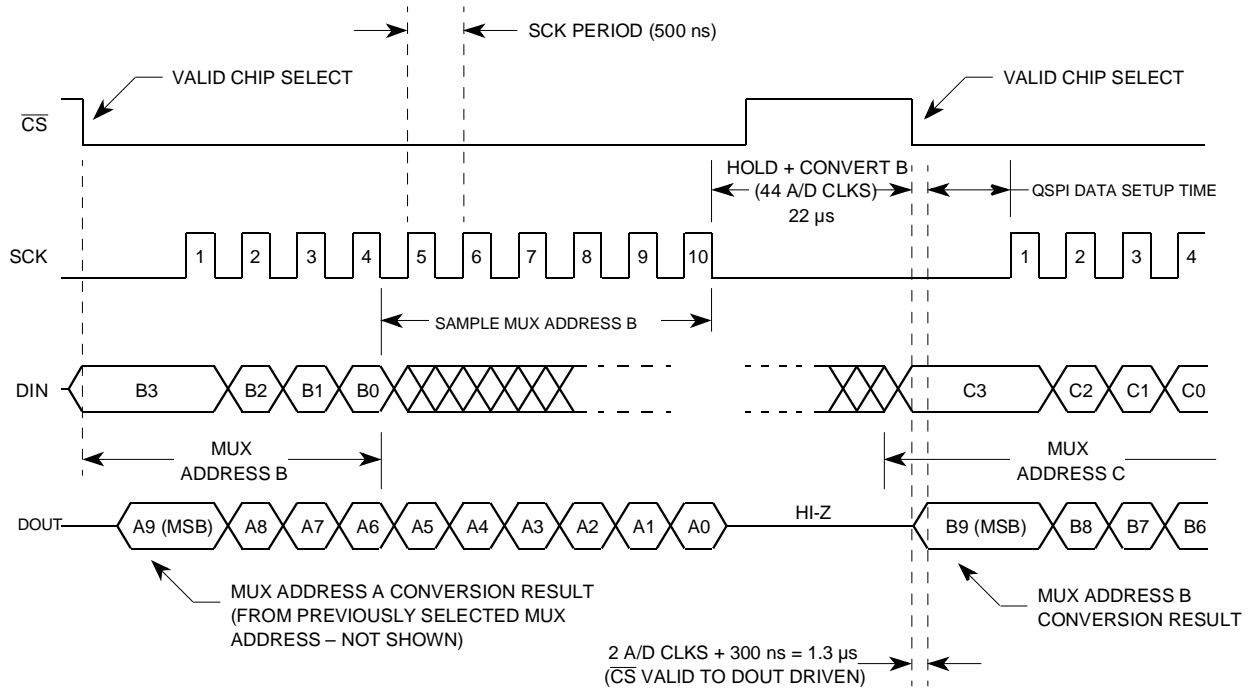 SCK PERIOD (500 ns)
VALID CHIP SELECT
VALID CHIP SELECT
CS
HOLD + CONVERT B
(44 A/D CLKS)
22 µs
QSPI DATA SETUP TIME
SCK
1 2 3 4 5 6 7 8 9 10 1 2 3 4
SAMPLE MUX ADDRESS B
DIN
B3 B2 B1 B0 C3 C2 C1 C0
MUX
ADDRESS B
MUX
ADDRESS C
DOUT
A9 (MSB) A8 A7 A6 A5 A4 A3 A2 A1 A0 HI-Z B9 (MSB) B8 B7 B6
MUX ADDRESS A CONVERSION RESULT
(FROM PREVIOUSLY SELECTED MUX
ADDRESS – NOT SHOWN)
MUX ADDRESS B
CONVERSION RESULT
2 A/D CLKS + 300 ns = 1.3 µs
(CS VALID TO DOUT DRIVEN)